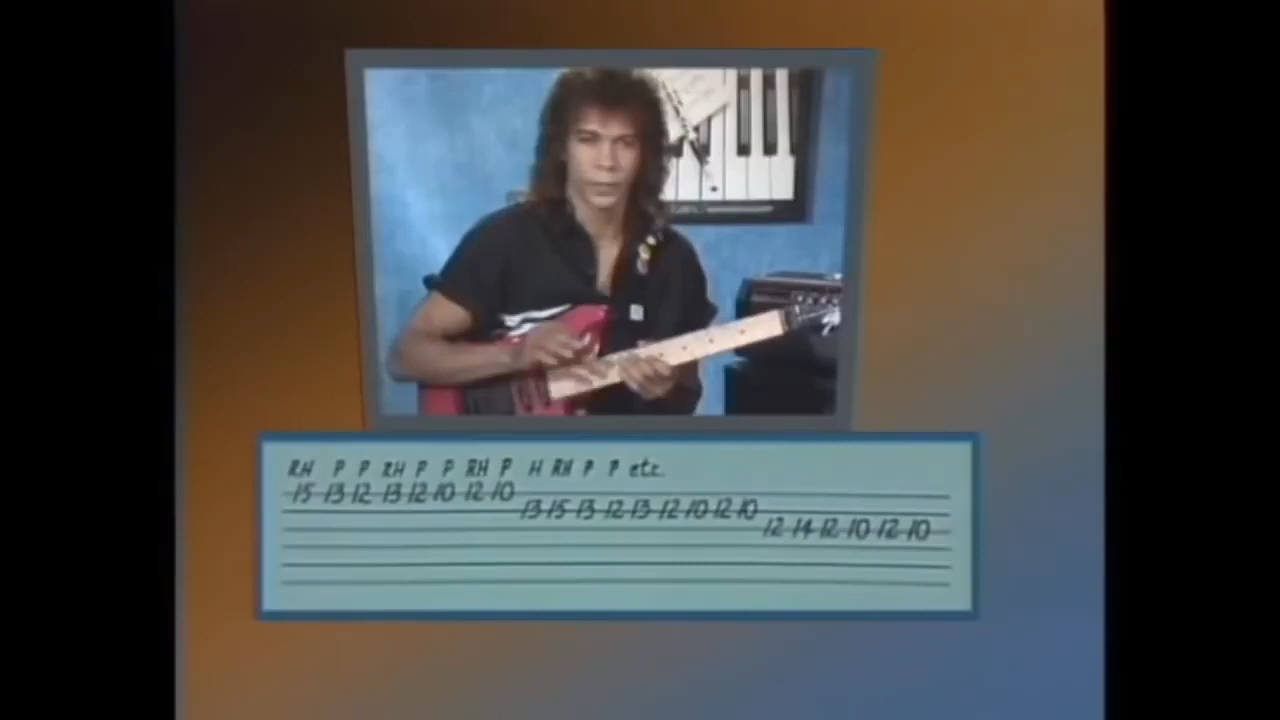 RH P P RH P P RH P H RH P P etc.
15 13 12 13 12 10 12 10
13 15 13 12 13 12 10 12 10
12 14 12 10 12 10